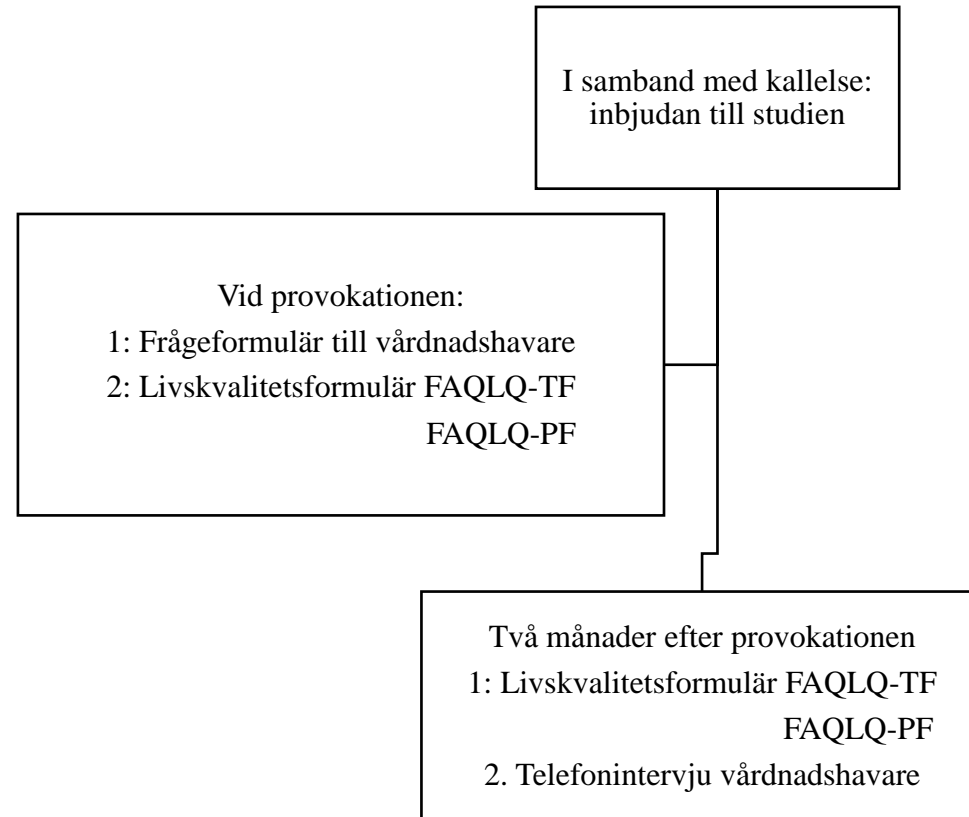 I samband med kallelse:
inbjudan till studien
Vid provokationen:
1: Frågeformulär till vårdnadshavare
2: Livskvalitetsformulär FAQLQ-TF
FAQLQ-PF
Två månader efter provokationen
1: Livskvalitetsformulär FAQLQ-TF
FAQLQ-PF
2. Telefonintervju vårdnadshavare